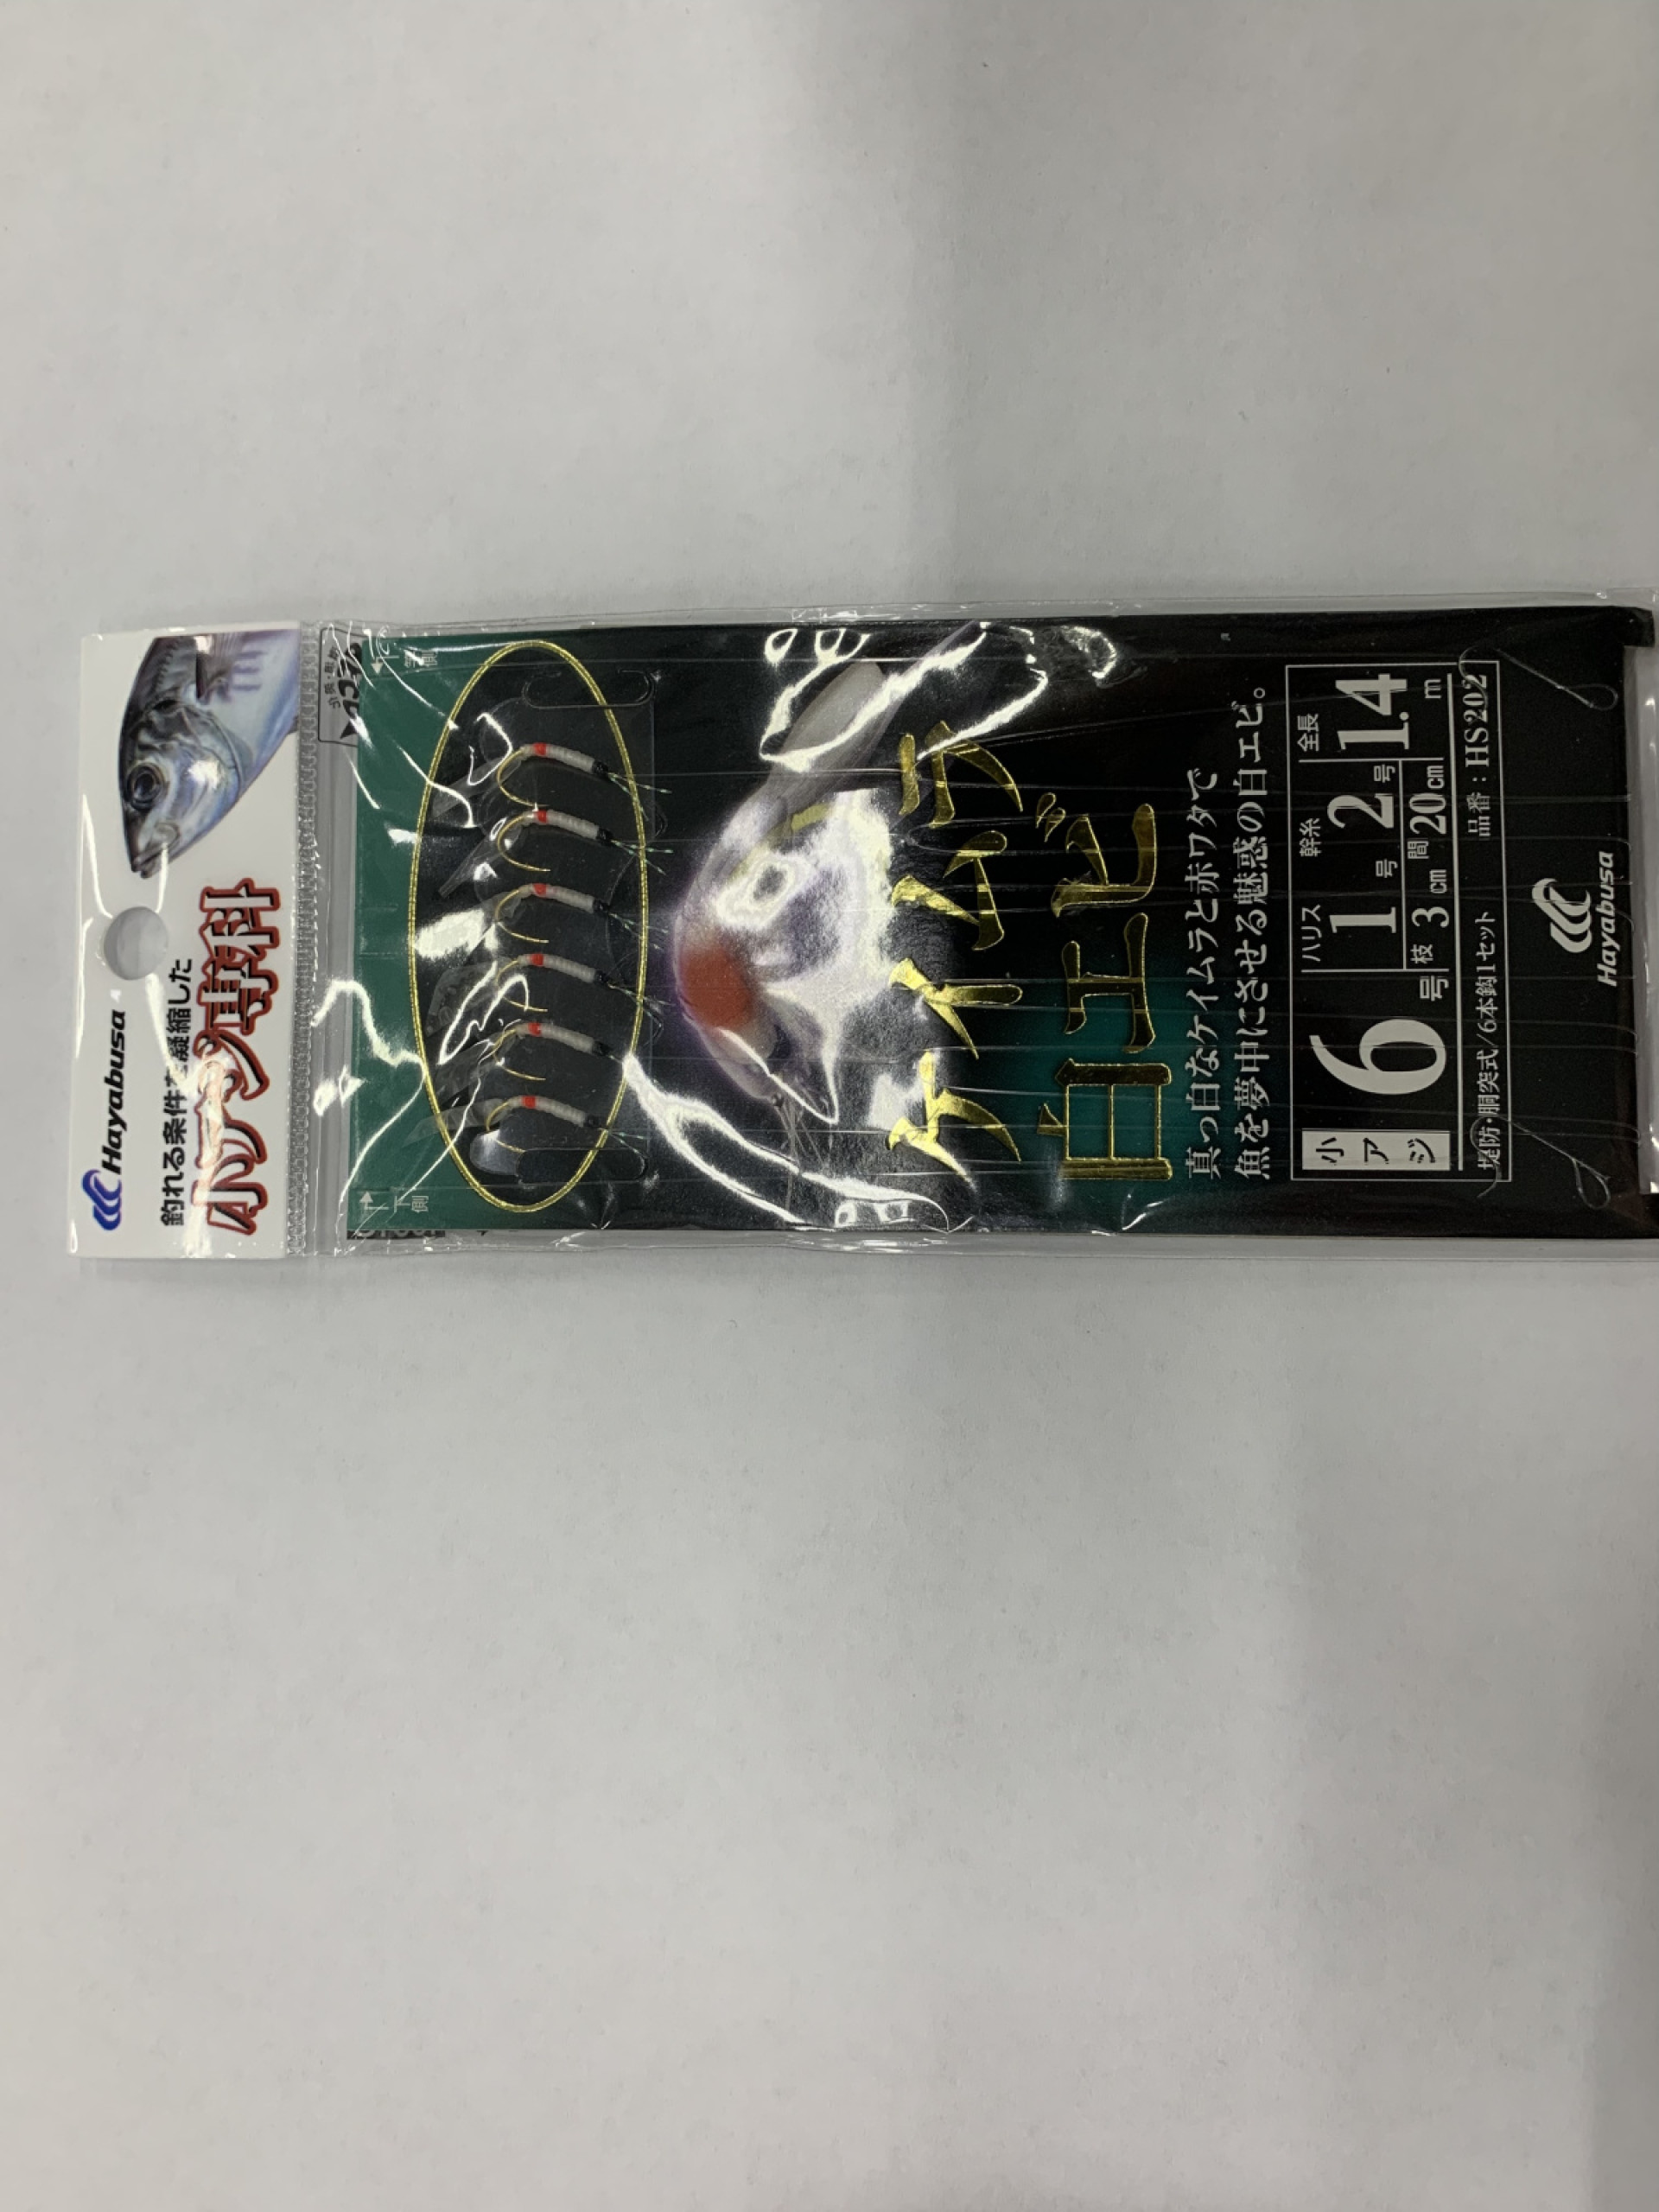 Hayabusa
釣れる条件を凝縮した
小アジ専科
下側
竿側
ケイムラ
白エビ
真っ白なケイムラと赤ワタで
魚を夢中にさせる魅惑の白エビ。
小アジ
6号
ハリス 1号
幹糸 2号
全長 1.4m
枝 3cm
間 20cm
堤防・胴突式/6本鈎1セット
品番:HS202
Hayabusa